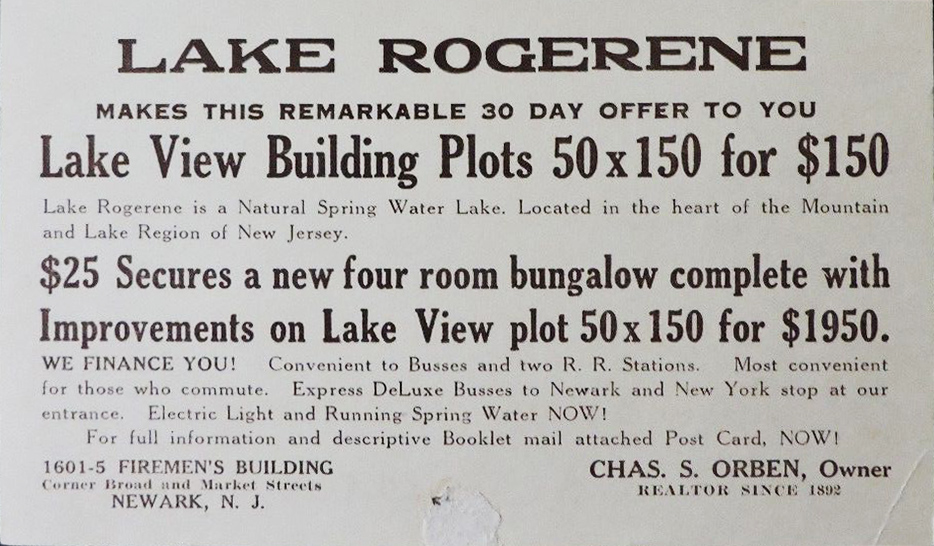 LAKE ROGERENE
MAKES THIS REMARKABLE 30 DAY OFFER TO YOU
Lake View Building Plots 50 x 150 for $150
Lake Rogerene is a Natural Spring Water Lake. Located in the heart of the Mountain
and Lake Region of New Jersey.
$25 Secures a new four room bungalow complete with
Improvements on Lake View plot 50 x 150 for $1950.
WE FINANCE YOU! Convenient to Busses and two R. R. Stations. Most convenient
for those who commute. Express DeLuxe Busses to Newark and New York stop at our
entrance. Electric Light and Running Spring Water NOW!
For full information and descriptive Booklet mail attached Post Card, NOW!
1601-5 FIREMEN'S BUILDING
Corner Broad and Market Streets
NEWARK, N. J.
CHAS. S. ORBEN, Owner
REALTOR SINCE 1892